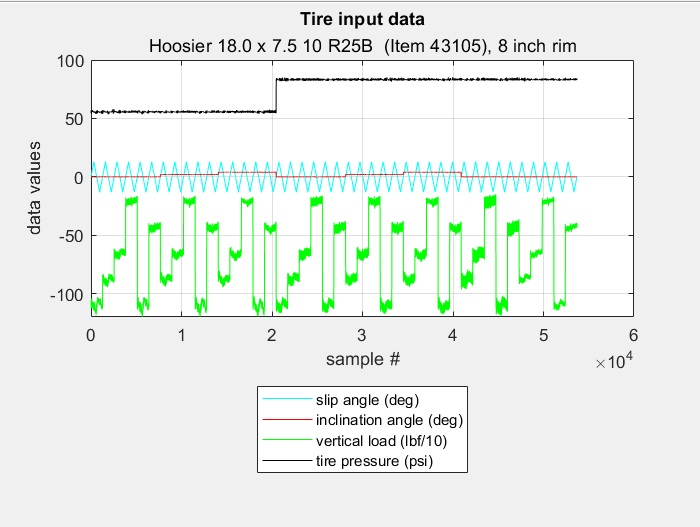 Tire input data
Hoosier 18.0 x 7.5 10 R25B (Item 43105), 8 inch rim
100
50
0
-50
-100
data values
0 1 2 3 4 5 6
sample #
×10^4
slip angle (deg)
inclination angle (deg)
vertical load (lbf/10)
tire pressure (psi)